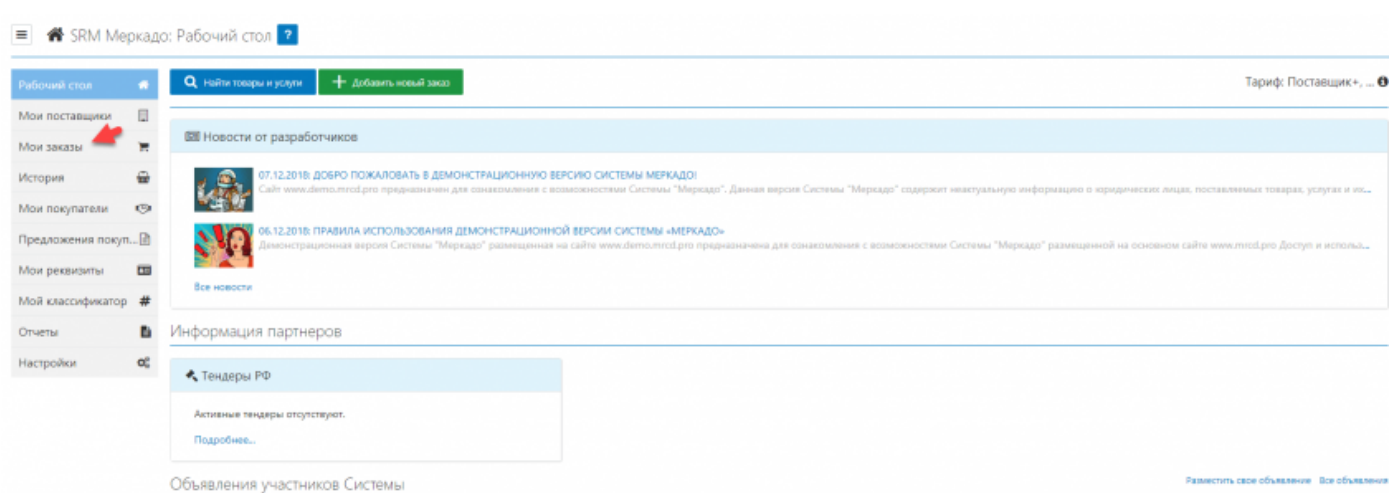 SRM Меркадо: Рабочий стол ?
Рабочий стол
Найти товары и услуги
Добавить новый заказ
Тариф: Поставщик+, ...
Мои поставщики
Мои заказы
История
Мои покупатели
Предложения покуп...
Мои реквизиты
Мой классификатор
Отчеты
Настройки
Новости от разработчиков
07.12.2018: ДОБРО ПОЖАЛОВАТЬ В ДЕМОНСТРАЦИОННУЮ ВЕРСИЮ СИСТЕМЫ МЕРКАДО!
Сайт www.demo.mrcd.pro предназначен для ознакомления с возможностями Системы "Меркадо". Данная версия Системы "Меркадо" содержит неактуальную информацию о юридических лицах, поставляемых товарах, услугах и их...
06.12.2018: ПРАВИЛА ИСПОЛЬЗОВАНИЯ ДЕМОНСТРАЦИОННОЙ ВЕРСИИ СИСТЕМЫ «МЕРКАДО»
Демонстрационная версия Системы "Меркадо" размещенная на сайте www.demo.mrcd.pro предназначена для ознакомления с возможностями Системы "Меркадо" размещенной на основном сайте www.mrcd.pro Доступ и использ...
Все новости
Информация партнеров
Тендеры РФ
Активные тендеры отсутствуют.
Подробнее...
Объявления участников Системы
Разместить свое объявление
Все объявления